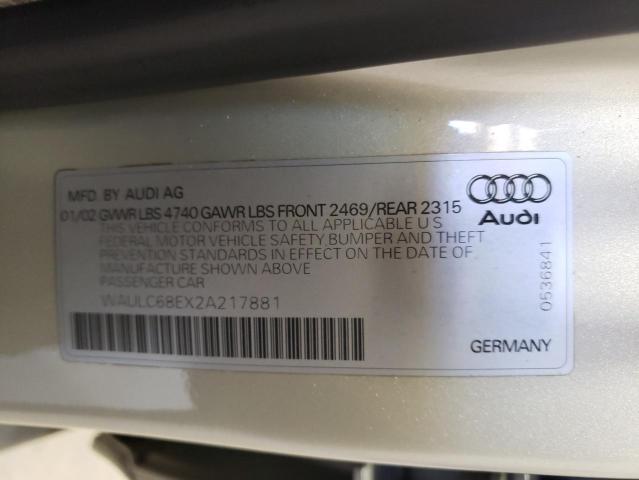 MFD. BY AUDI AG
01/02 GVWR LBS 4740 GAWR LBS FRONT 2469/REAR 2315
THIS VEHICLE CONFORMS TO ALL APPLICABLE U S
FEDERAL MOTOR VEHICLE SAFETY BUMPER AND THEFT
PREVENTION STANDARDS IN EFFECT ON THE DATE OF
MANUFACTURE SHOWN ABOVE
PASSENGER CAR
WAULC68EX2A217881
Audi
0536841
GERMANY